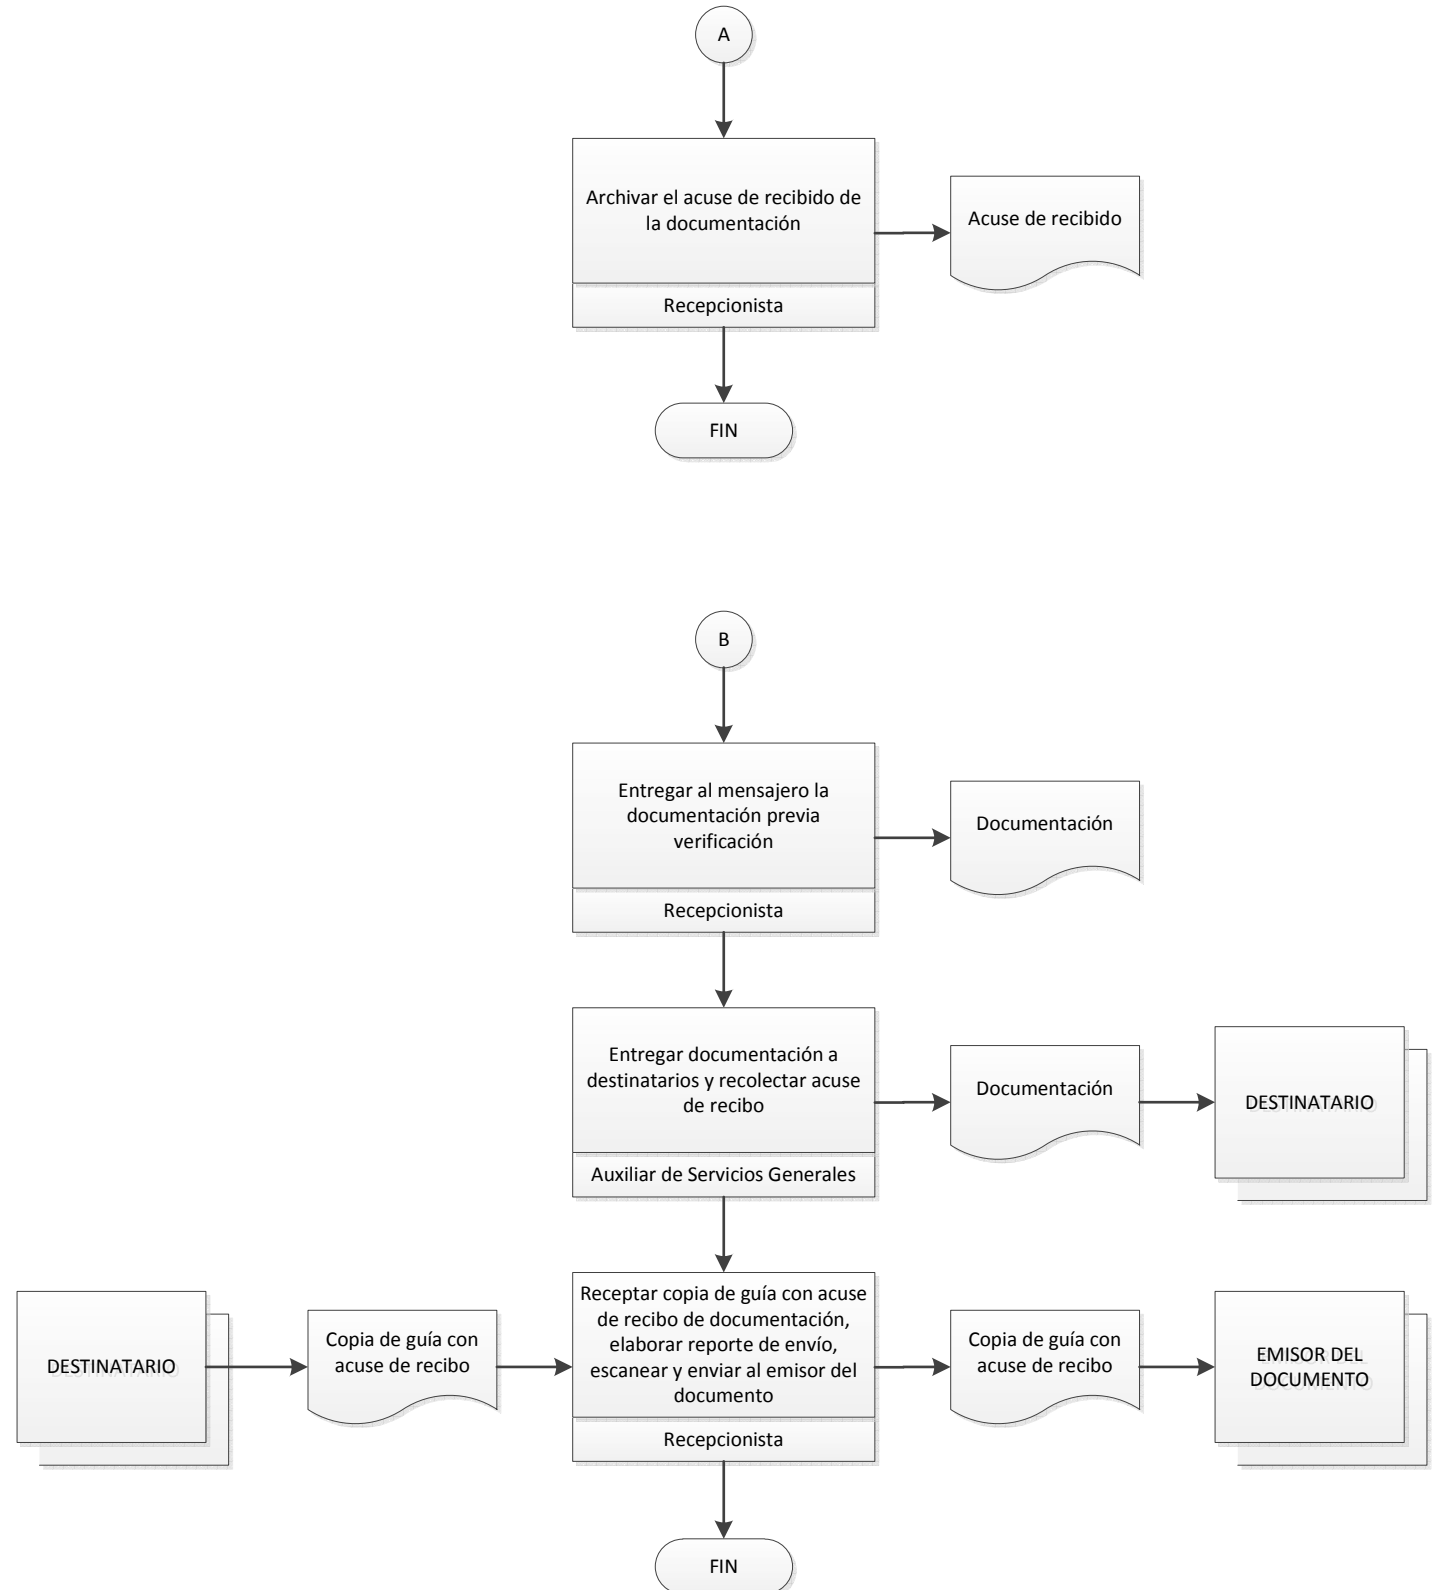 A
Archivar el acuse de recibido de
la documentación
Recepcionista
Acuse de recibido
FIN
B
Entregar al mensajero la
documentación previa
verificación
Recepcionista
Documentación
Entregar documentación a
destinatarios y recolectar acuse
de recibo
Auxiliar de Servicios Generales
Documentación
DESTINATARIO
DESTINATARIO
Copia de guía con
acuse de recibo
Receptar copia de guía con acuse
de recibo de documentación,
elaborar reporte de envío,
escanear y enviar al emisor del
documento
Recepcionista
Copia de guía con
acuse de recibo
EMISOR DEL
DOCUMENTO
FIN